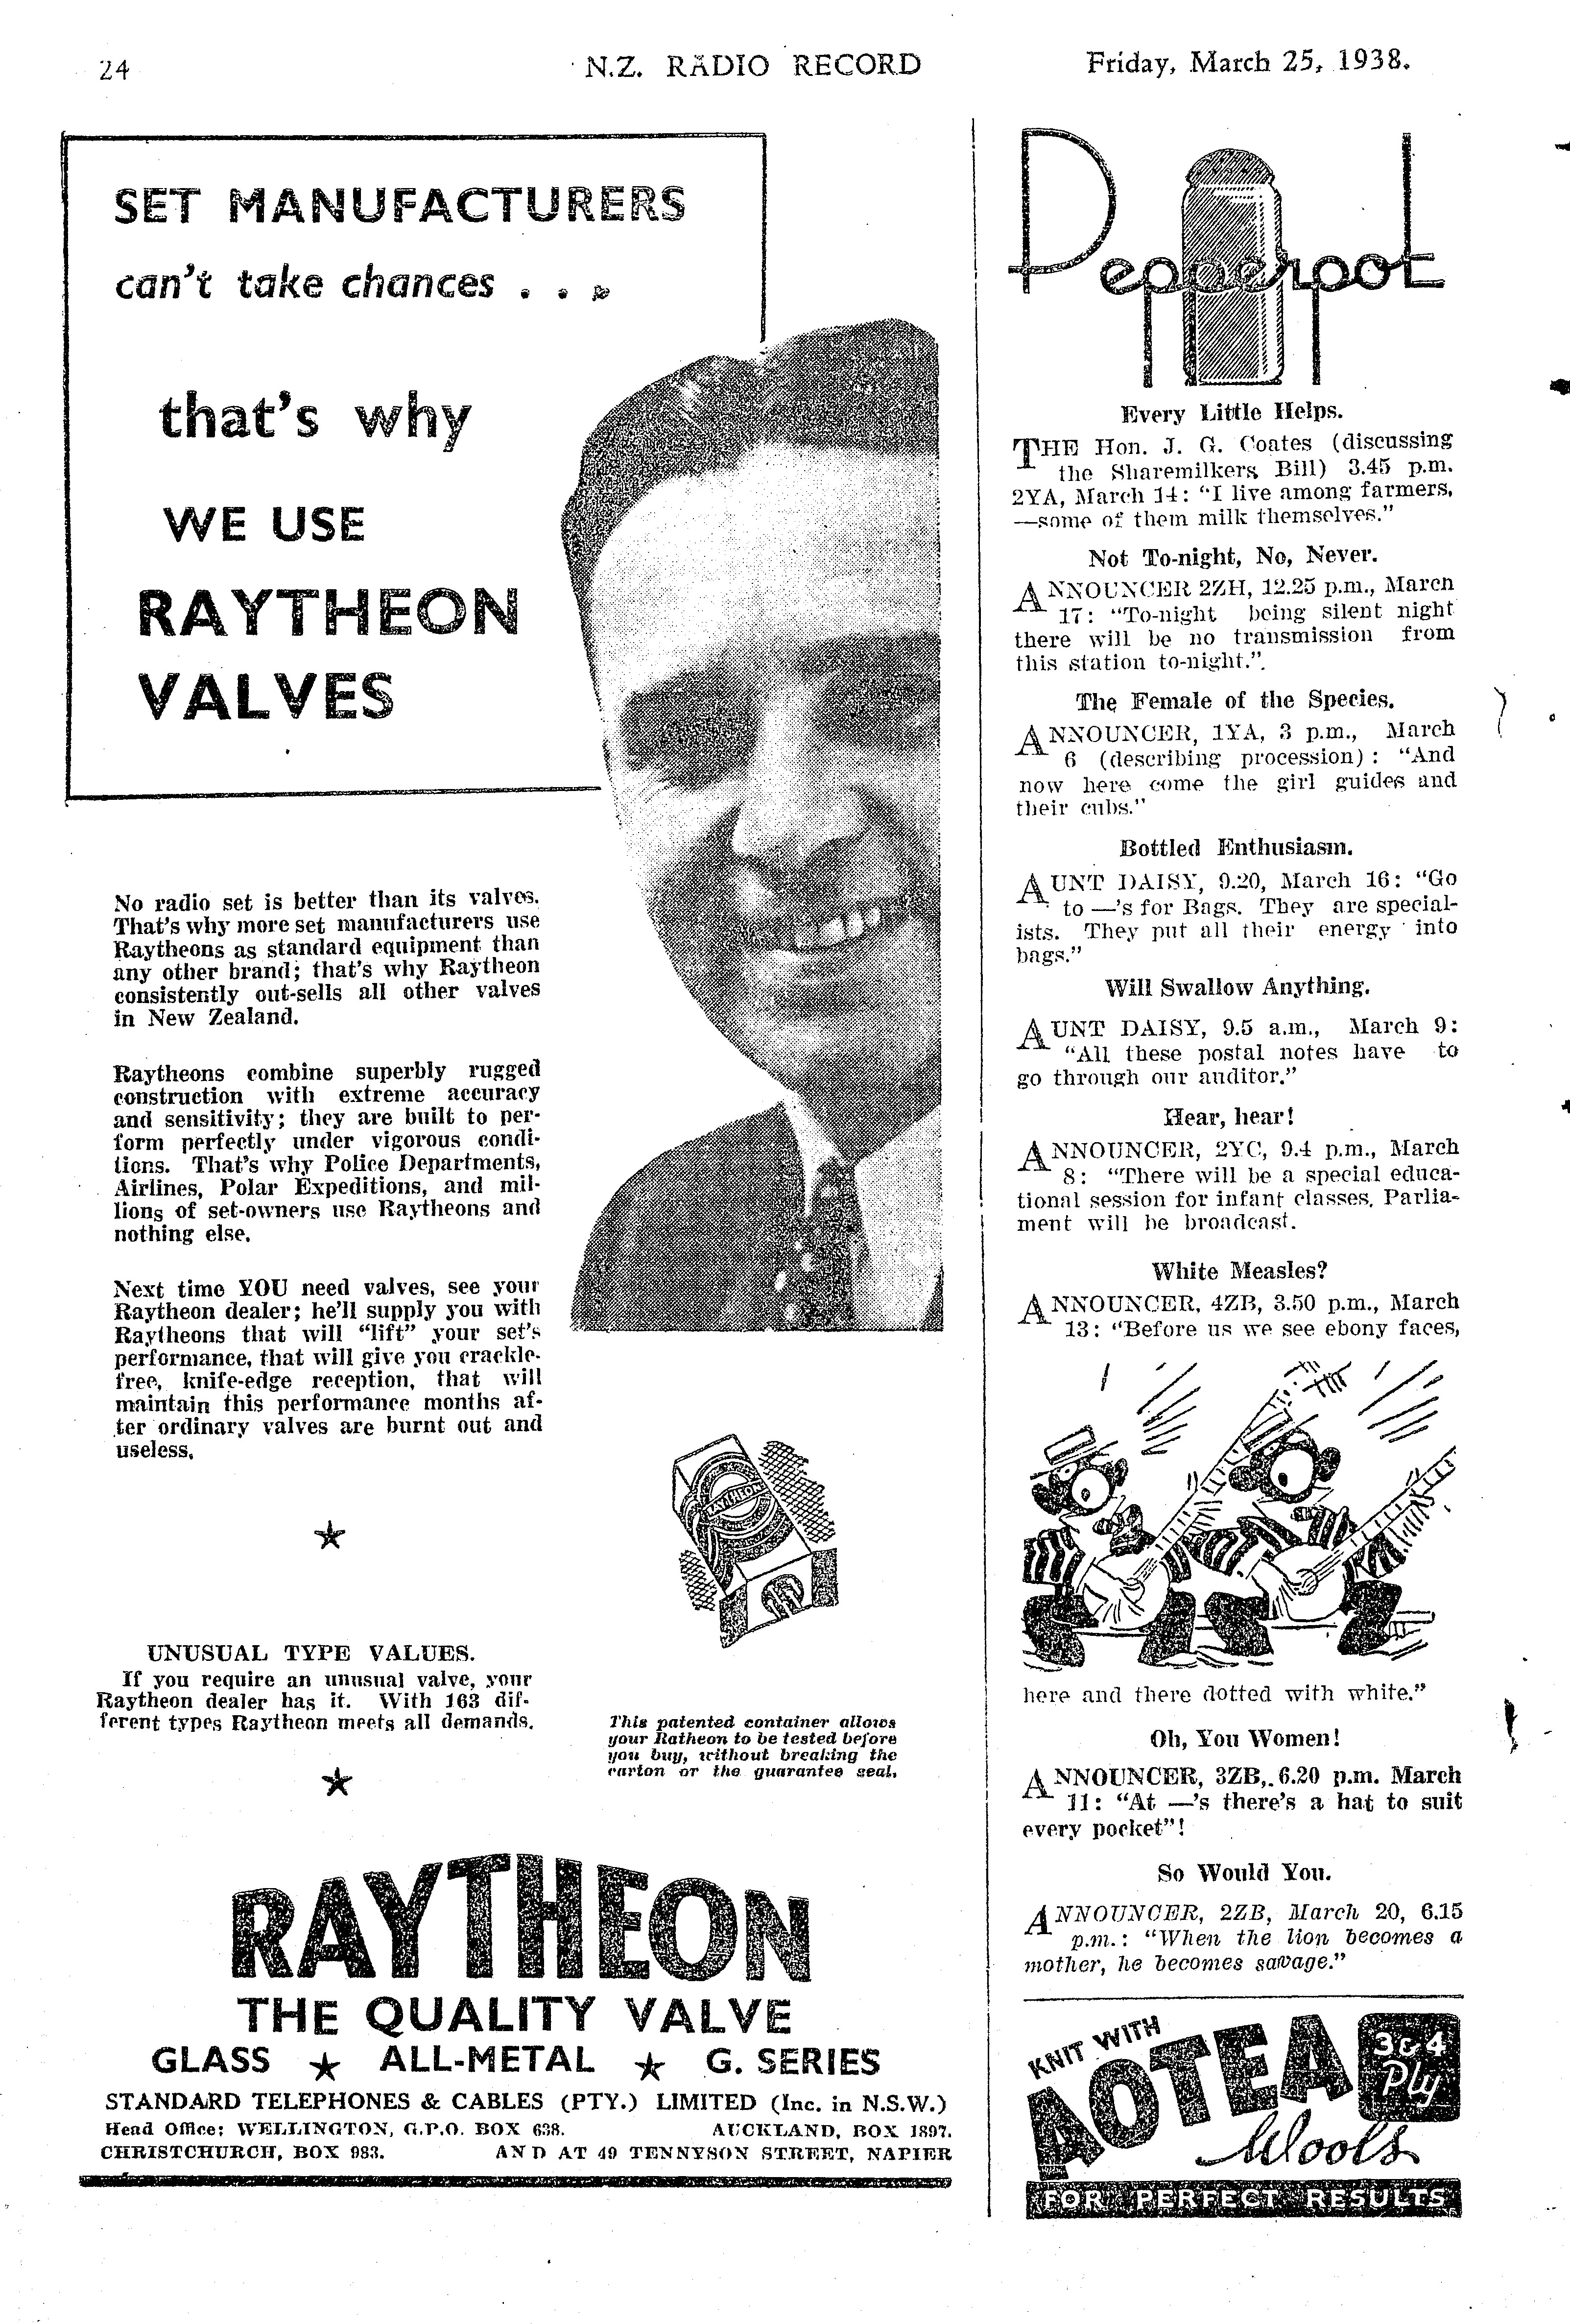 24
N.Z. RADIO RECORD
Friday, March 25, 1938.
SET MANUFACTURERS
can't take chances . . .
that's why
WE USE
RAYTHEON
VALVES
No radio set is better than its valves.
That's why more set manufacturers use
Raytheons as standard equipment than
any other brand; that's why Raytheon
consistently out-sells all other valves
in New Zealand.
Raytheons combine superbly rugged
construction with extreme accuracy
and sensitivity; they are built to per-
form perfectly under vigorous condi-
tions. That's why Police Departments,
Airlines, Polar Expeditions, and mil-
lions of set-owners use Raytheons and
nothing else.
Next time YOU need valves, see your
Raytheon dealer; he'll supply you with
Raytheons that will "lift" your set's
performance, that will give you crackle-
free, knife-edge reception, that will
maintain this performance months af-
ter ordinary valves are burnt out and
useless.
RAYTHEON
UNUSUAL TYPE VALUES.
If you require an unusual valve, your
Raytheon dealer has it. With 163 dif-
ferent types Raytheon meets all demands.
This patented container allows
your Ratheon to be tested before
you buy, without breaking the
carton or the guarantee seal.
RAYTHEON
THE QUALITY VALVE
GLASS ★ ALL-METAL ★ G. SERIES
STANDARD TELEPHONES & CABLES (PTY.) LIMITED (Inc. in N.S.W.)
Head Office: WELLINGTON, G.P.O. BOX 638. AUCKLAND, BOX 1897.
CHRISTCHURCH, BOX 983. AND AT 49 TENNYSON STREET, NAPIER
Pepperpot
Every Little Helps.
THE Hon. J. G. Coates (discussing
the Sharemilkers Bill) 3.45 p.m.
2YA, March 14: "I live among farmers,
—some of them milk themselves."
Not To-night, No, Never.
ANNOUNCER 2ZH, 12.25 p.m., March
17: "To-night being silent night
there will be no transmission from
this station to-night.".
The Female of the Species.
ANNOUNCER, 1YA, 3 p.m., March
6 (describing procession): "And
now here come the girl guides and
their cubs."
Bottled Enthusiasm.
AUNT DAISY, 9.20, March 16: "Go
to —'s for Bags. They are special-
ists. They put all their energy into
bags."
Will Swallow Anything.
AUNT DAISY, 9.5 a.m., March 9:
"All these postal notes have to
go through our auditor."
Hear, hear!
ANNOUNCER, 2YC, 9.4 p.m., March
8: "There will be a special educa-
tional session for infant classes. Parlia-
ment will be broadcast.
White Measles?
ANNOUNCER, 4ZB, 3.50 p.m., March
13: "Before us we see ebony faces,
here and there dotted with white."
Oh, You Women!
ANNOUNCER, 3ZB,. 6.20 p.m. March
11: "At —'s there's a hat to suit
every pocket"!
So Would You.
ANNOUNCER, 2ZB, March 20, 6.15
p.m.: "When the lion becomes a
mother, he becomes savage."
KNIT WITH
AOTEA
3 & 4
Ply
Wools
FOR PERFECT RESULTS